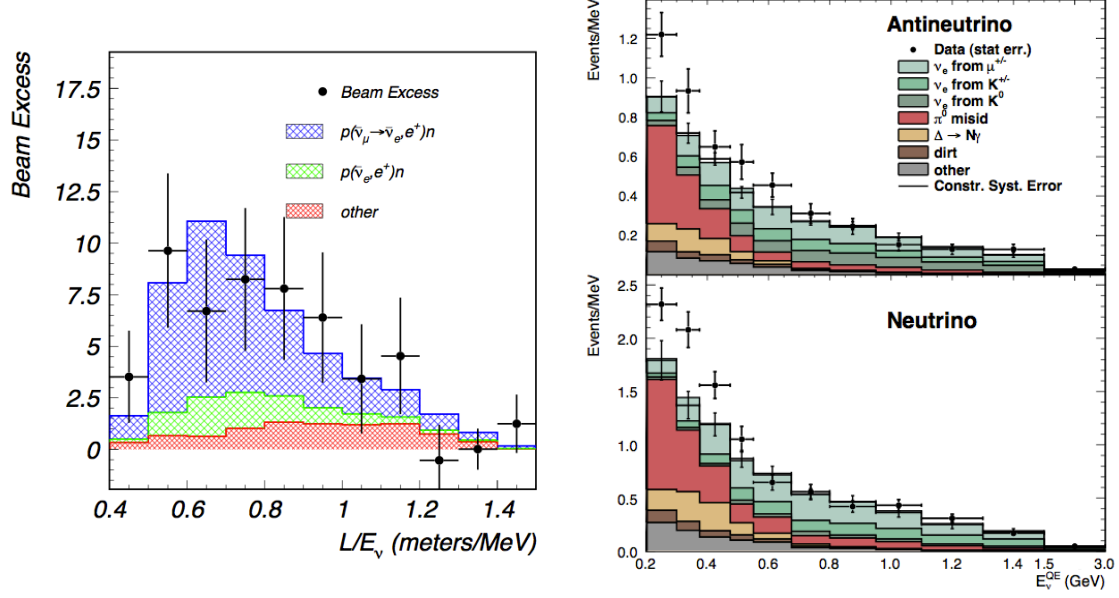 Beam Excess
17.5
15
12.5
10
7.5
5
2.5
0
Beam Excess
p(ν̄μ→ν̄e,e⁺)n
p(ν̄e,e⁺)n
other
0.4 0.6 0.8 1 1.2 1.4
L/Eν (meters/MeV)
Events/MeV
1.2
1.0
0.8
0.6
0.4
0.2
Antineutrino
Data (stat err.)
νe from μ+/-
νe from K+/-
νe from K⁰
π⁰ misid
Δ → Nγ
dirt
other
Constr. Syst. Error
Events/MeV
2.5
2.0
1.5
1.0
0.5
0.0
Neutrino
0.2 0.4 0.6 0.8 1.0 1.2 1.4 1.5 3.0
EνQE (GeV)